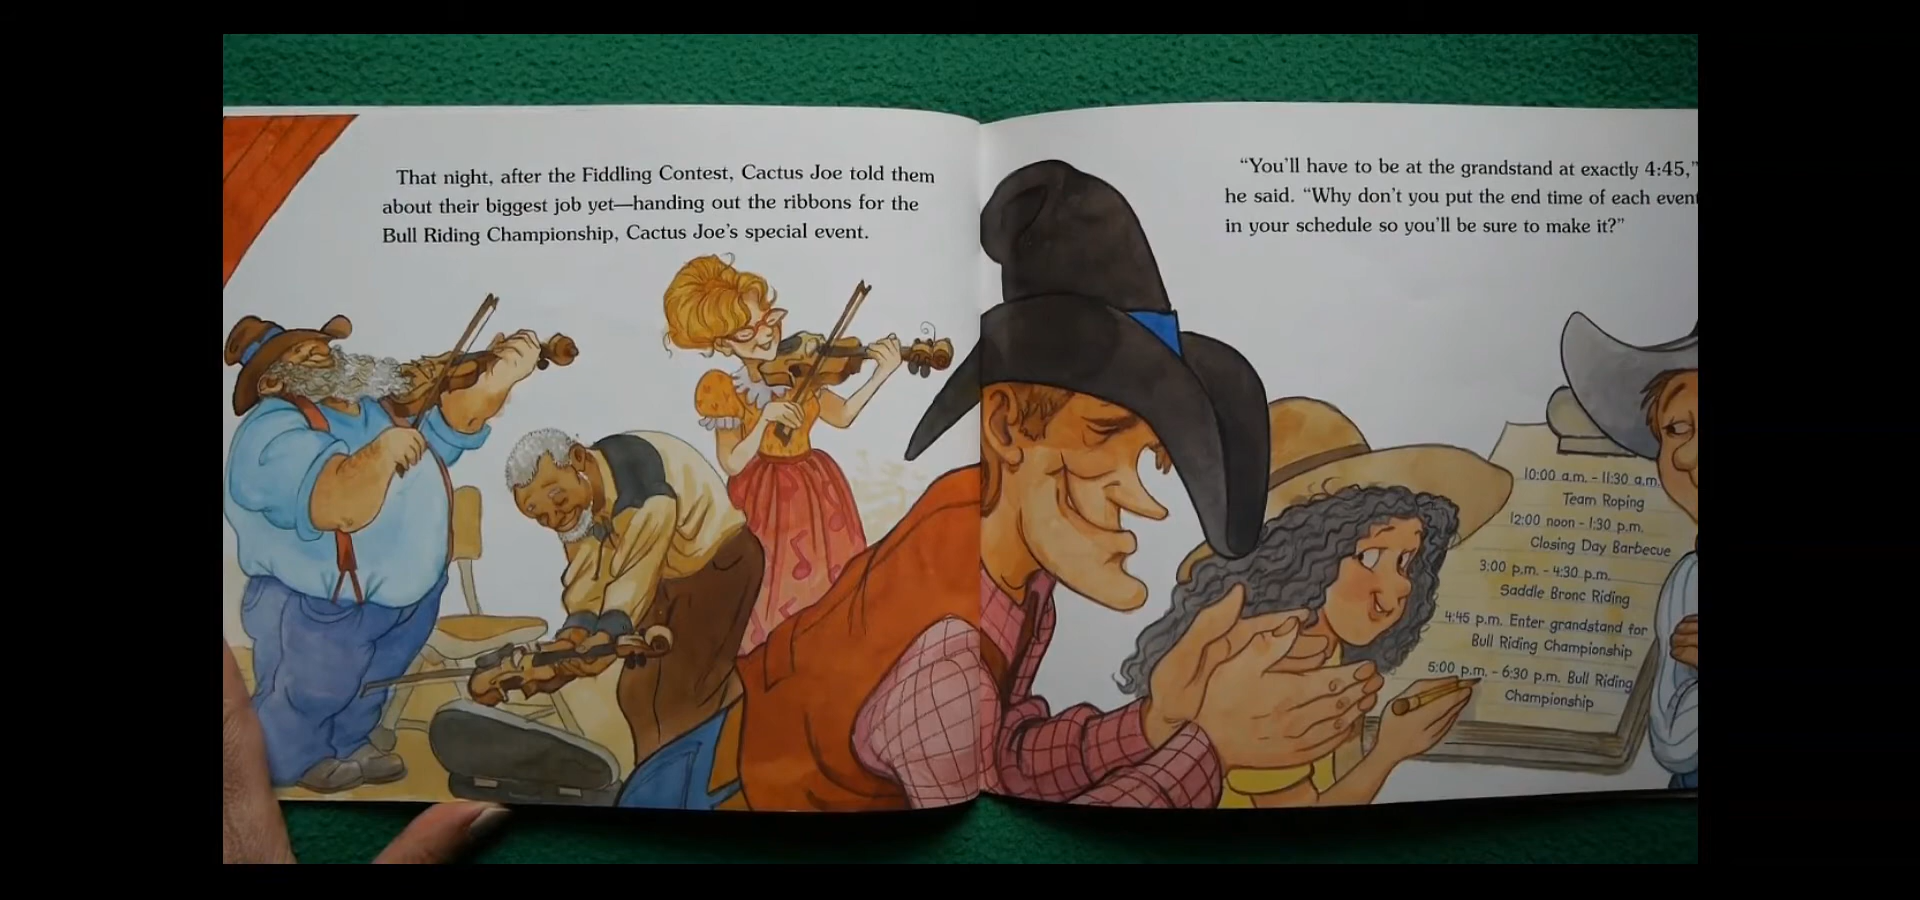 That night, after the Fiddling Contest, Cactus Joe told them
about their biggest job yet—handing out the ribbons for the
Bull Riding Championship, Cactus Joe's special event.
“You'll have to be at the grandstand at exactly 4:45,”
he said. “Why don't you put the end time of each event
in your schedule so you'll be sure to make it?”
10:00 a.m. - 11:30 a.m.
Team Roping
12:00 noon - 1:30 p.m.
Closing Day Barbecue
3:00 p.m. - 4:30 p.m.
Saddle Bronc Riding
4:45 p.m. Enter grandstand for
Bull Riding Championship
5:00 p.m. - 6:30 p.m. Bull Riding
Championship